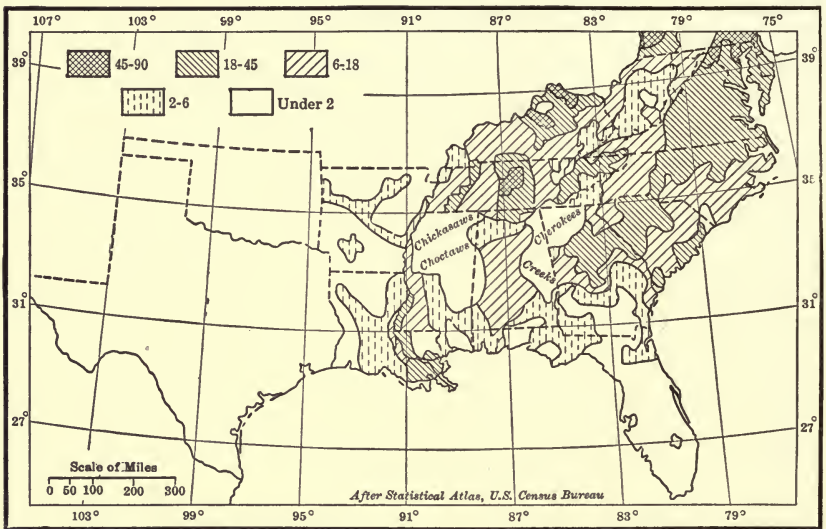 107° 103° 99° 95° 91° 87° 83° 79° 75°
39° 39°
45-90 18-45 6-18
2-6 Under 2
35° 35
Chickasaws
Choctaws
Cherokees
Creeks
31° 31°
27° 27°
Scale of Miles
0 50 100 200 300
After Statistical Atlas, U.S. Census Bureau
103° 99° 95° 91° 87° 83° 79°